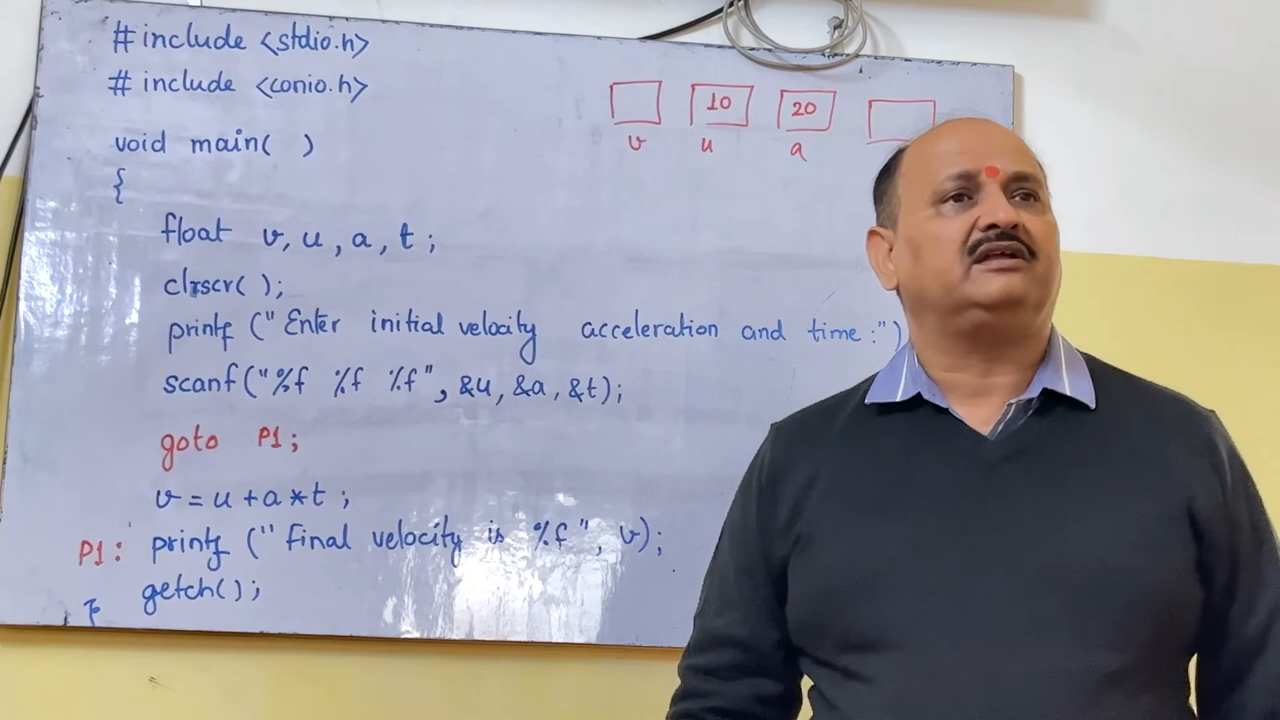 #include <stdio.h>
#include <conio.h>
10 20
v u a
void main( )
{
float v, u, a, t;
clrscr( );
printf ("Enter initial velocity acceleration and time:")
scanf("%f %f %f", &u, &a, &t);
goto P1;
v = u + a * t ;
P1: printf ("Final velocity is %f", v);
getch();
}